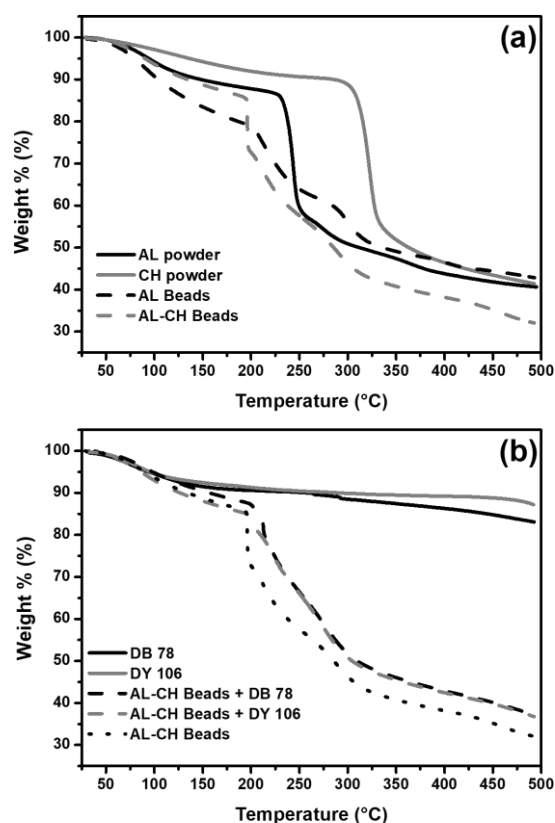 (a)
100
90
80
70
60
50
40
30
Weight % (%)
AL powder
CH powder
AL Beads
AL-CH Beads
50 100 150 200 250 300 350 400 450 500
Temperature (°C)
(b)
100
90
80
70
60
50
40
30
Weight % (%)
DB 78
DY 106
AL-CH Beads + DB 78
AL-CH Beads + DY 106
AL-CH Beads
50 100 150 200 250 300 350 400 450 500
Temperature (°C)